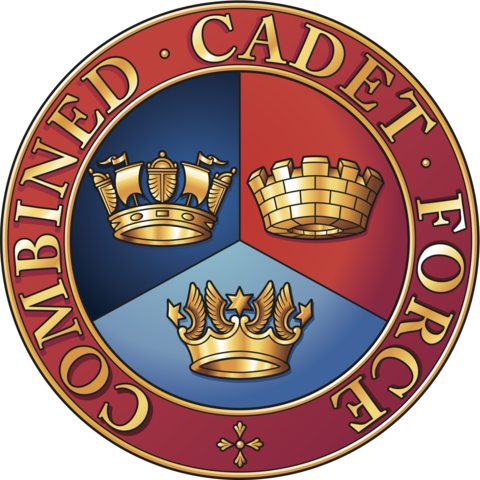 COMBINED · CADET · FORCE